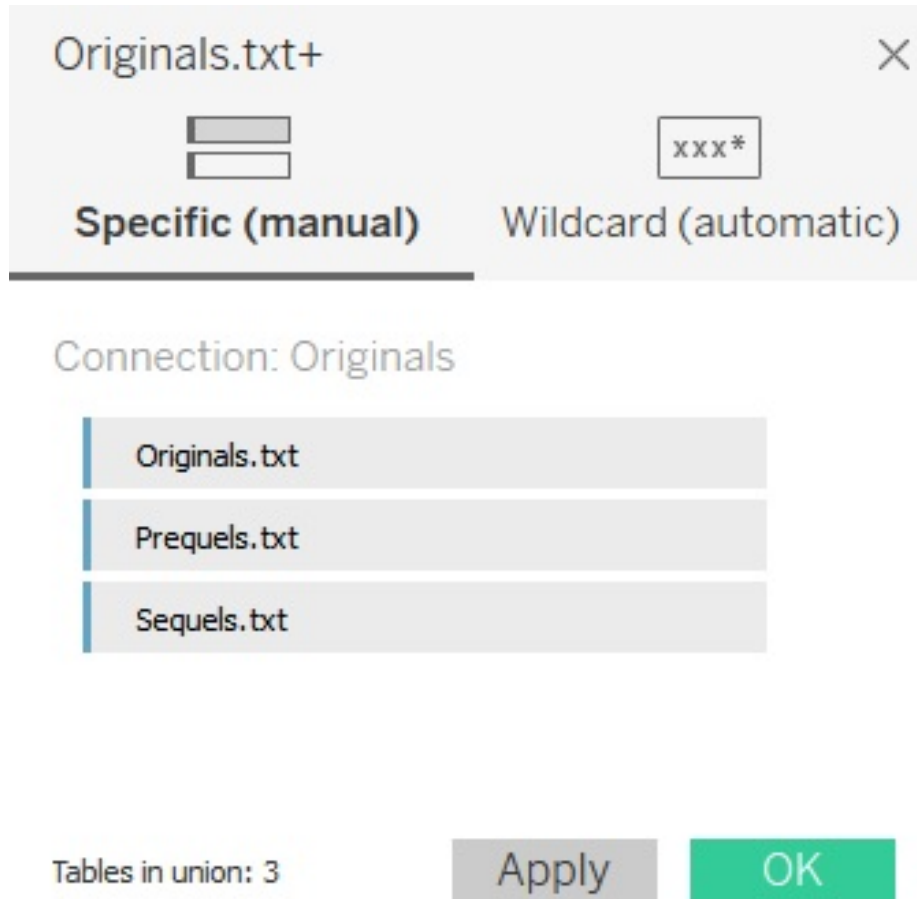 Originals.txt+
xxx*
Specific (manual)
Wildcard (automatic)
Connection: Originals
Originals.txt
Prequels.txt
Sequels.txt
Tables in union: 3
Apply
OK